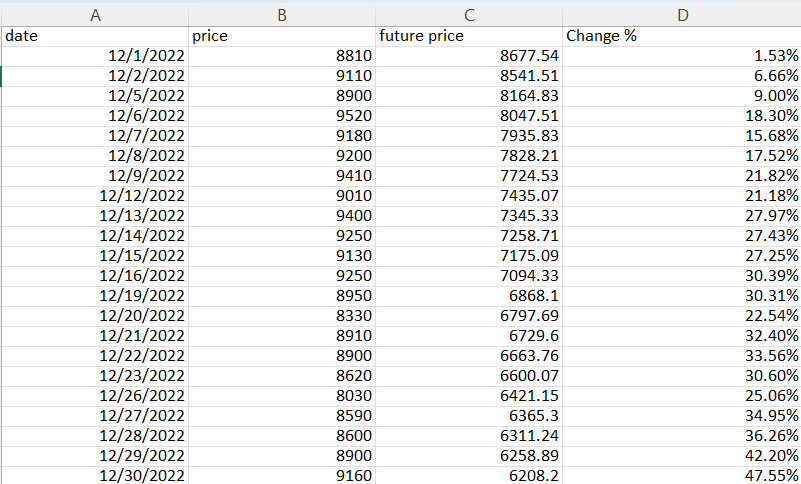 A B C D
date price future price Change %
12/1/2022 8810 8677.54 1.53%
12/2/2022 9110 8541.51 6.66%
12/5/2022 8900 8164.83 9.00%
12/6/2022 9520 8047.51 18.30%
12/7/2022 9180 7935.83 15.68%
12/8/2022 9200 7828.21 17.52%
12/9/2022 9410 7724.53 21.82%
12/12/2022 9010 7435.07 21.18%
12/13/2022 9400 7345.33 27.97%
12/14/2022 9250 7258.71 27.43%
12/15/2022 9130 7175.09 27.25%
12/16/2022 9250 7094.33 30.39%
12/19/2022 8950 6868.1 30.31%
12/20/2022 8330 6797.69 22.54%
12/21/2022 8910 6729.6 32.40%
12/22/2022 8900 6663.76 33.56%
12/23/2022 8620 6600.07 30.60%
12/26/2022 8030 6421.15 25.06%
12/27/2022 8590 6365.3 34.95%
12/28/2022 8600 6311.24 36.26%
12/29/2022 8900 6258.89 42.20%
12/30/2022 9160 6208.2 47.55%